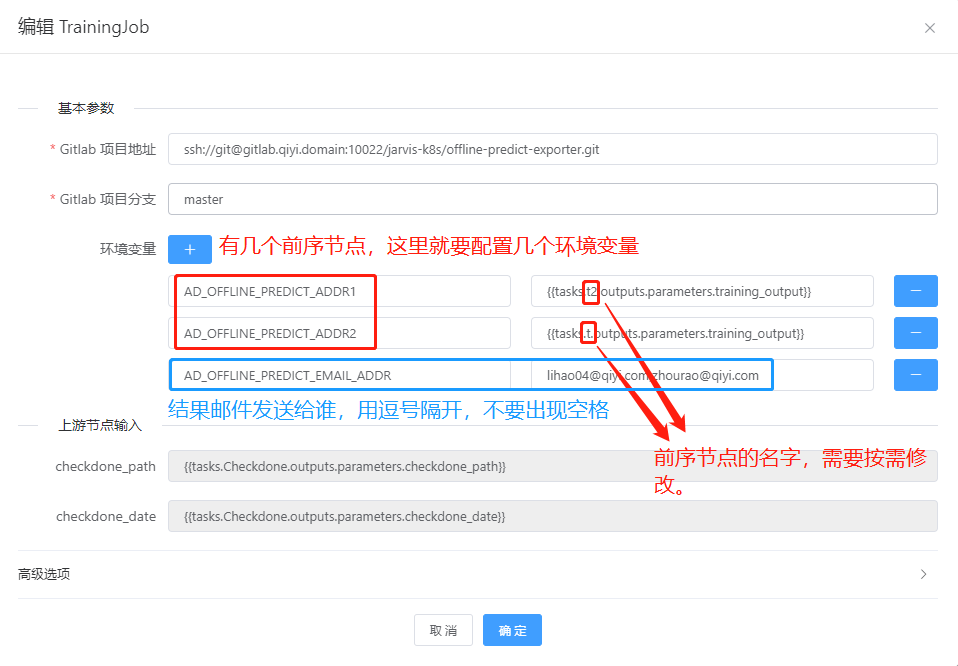 编辑 TrainingJob
基本参数
* Gitlab 项目地址 ssh://git@gitlab.qiyi.domain:10022/jarvis-k8s/offline-predict-exporter.git
* Gitlab 项目分支 master
环境变量 + 有几个前序节点，这里就要配置几个环境变量
AD_OFFLINE_PREDICT_ADDR1 {{tasks.t2.outputs.parameters.training_output}}
AD_OFFLINE_PREDICT_ADDR2 {{tasks.t.outputs.parameters.training_output}}
AD_OFFLINE_PREDICT_EMAIL_ADDR lihao04@qiyi.com,zhourao@qiyi.com
结果邮件发送给谁，用逗号隔开，不要出现空格
上游节点输入
checkdone_path {{tasks.Checkdone.outputs.parameters.checkdone_path}}
前序节点的名字，需要按需修
改。
checkdone_date {{tasks.Checkdone.outputs.parameters.checkdone_date}}
高级选项
取消 确定